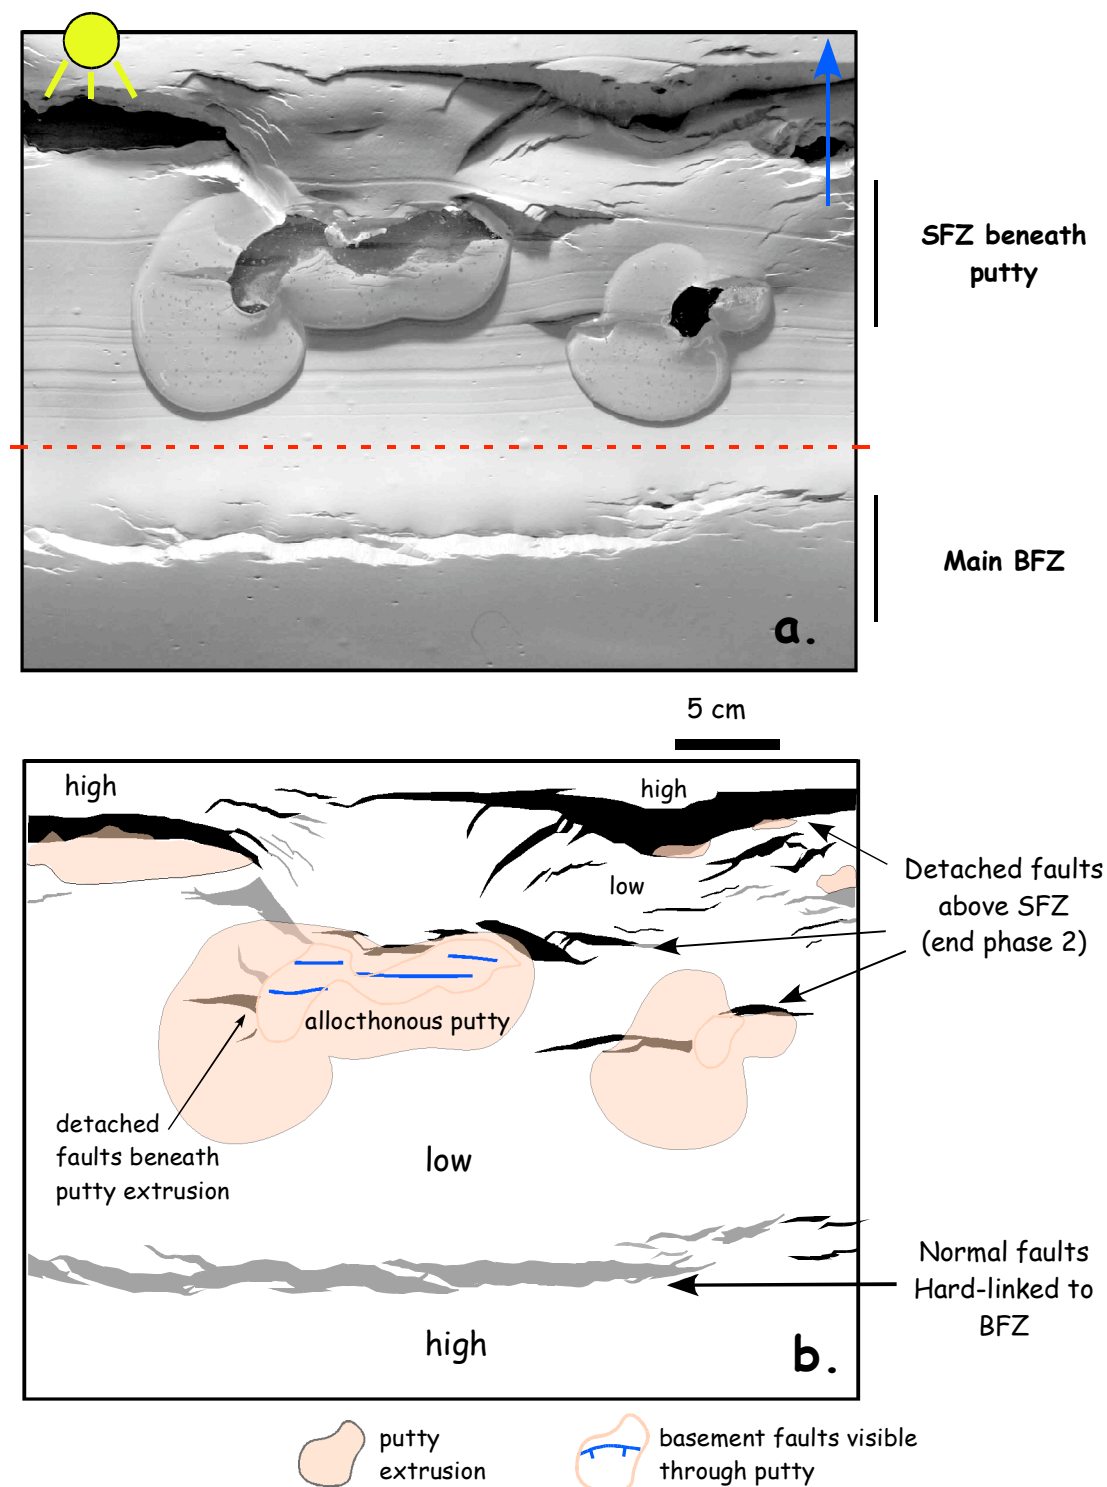 SFZ beneath
putty
Main BFZ
a.
5 cm
high
high
low
Detached faults
above SFZ
(end phase 2)
allocthonous putty
detached
faults beneath
putty extrusion
low
Normal faults
Hard-linked to
BFZ
high
b.
putty
extrusion
basement faults visible
through putty